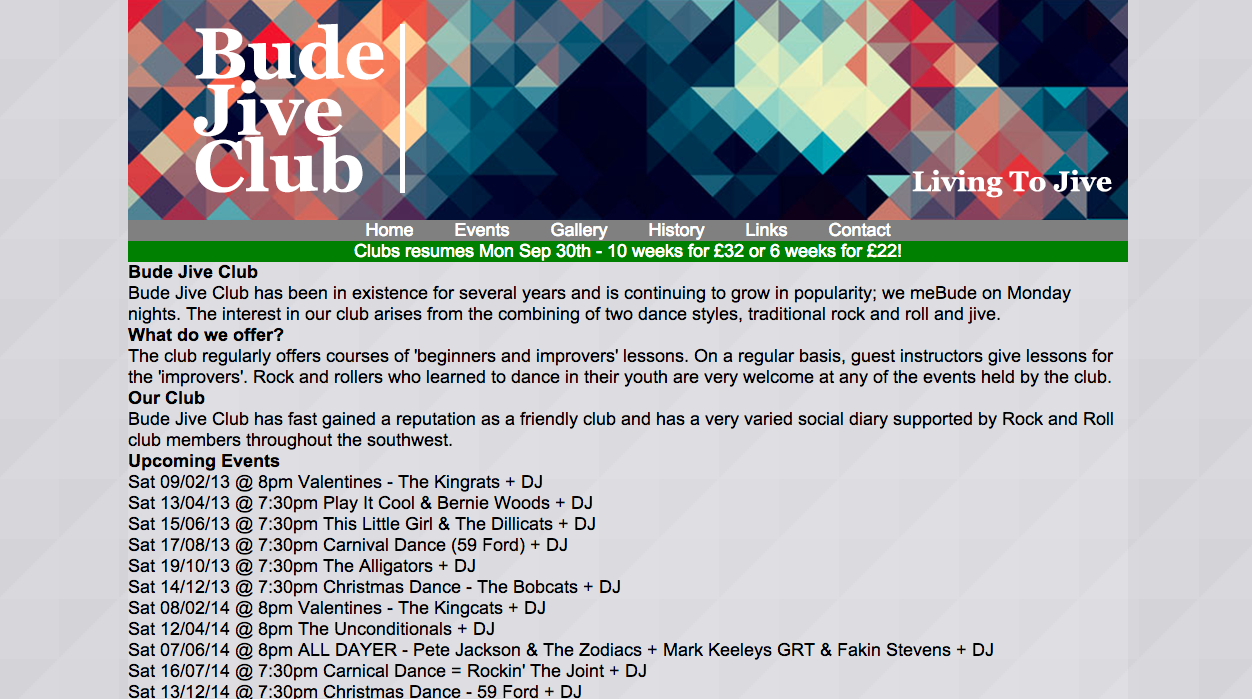 Bude
Jive
Club
Living To Jive
Home Events Gallery History Links Contact
Clubs resumes Mon Sep 30th - 10 weeks for £32 or 6 weeks for £22!
Bude Jive Club
Bude Jive Club has been in existence for several years and is continuing to grow in popularity; we meBude on Monday
nights. The interest in our club arises from the combining of two dance styles, traditional rock and roll and jive.
What do we offer?
The club regularly offers courses of 'beginners and improvers' lessons. On a regular basis, guest instructors give lessons for
the 'improvers'. Rock and rollers who learned to dance in their youth are very welcome at any of the events held by the club.
Our Club
Bude Jive Club has fast gained a reputation as a friendly club and has a very varied social diary supported by Rock and Roll
club members throughout the southwest.
Upcoming Events
Sat 09/02/13 @ 8pm Valentines - The Kingrats + DJ
Sat 13/04/13 @ 7:30pm Play It Cool & Bernie Woods + DJ
Sat 15/06/13 @ 7:30pm This Little Girl & The Dillicats + DJ
Sat 17/08/13 @ 7:30pm Carnival Dance (59 Ford) + DJ
Sat 19/10/13 @ 7:30pm The Alligators + DJ
Sat 14/12/13 @ 7:30pm Christmas Dance - The Bobcats + DJ
Sat 08/02/14 @ 8pm Valentines - The Kingcats + DJ
Sat 12/04/14 @ 8pm The Unconditionals + DJ
Sat 07/06/14 @ 8pm ALL DAYER - Pete Jackson & The Zodiacs + Mark Keeleys GRT & Fakin Stevens + DJ
Sat 16/07/14 @ 7:30pm Carnical Dance = Rockin' The Joint + DJ
Sat 13/12/14 @ 7:30pm Christmas Dance - 59 Ford + DJ